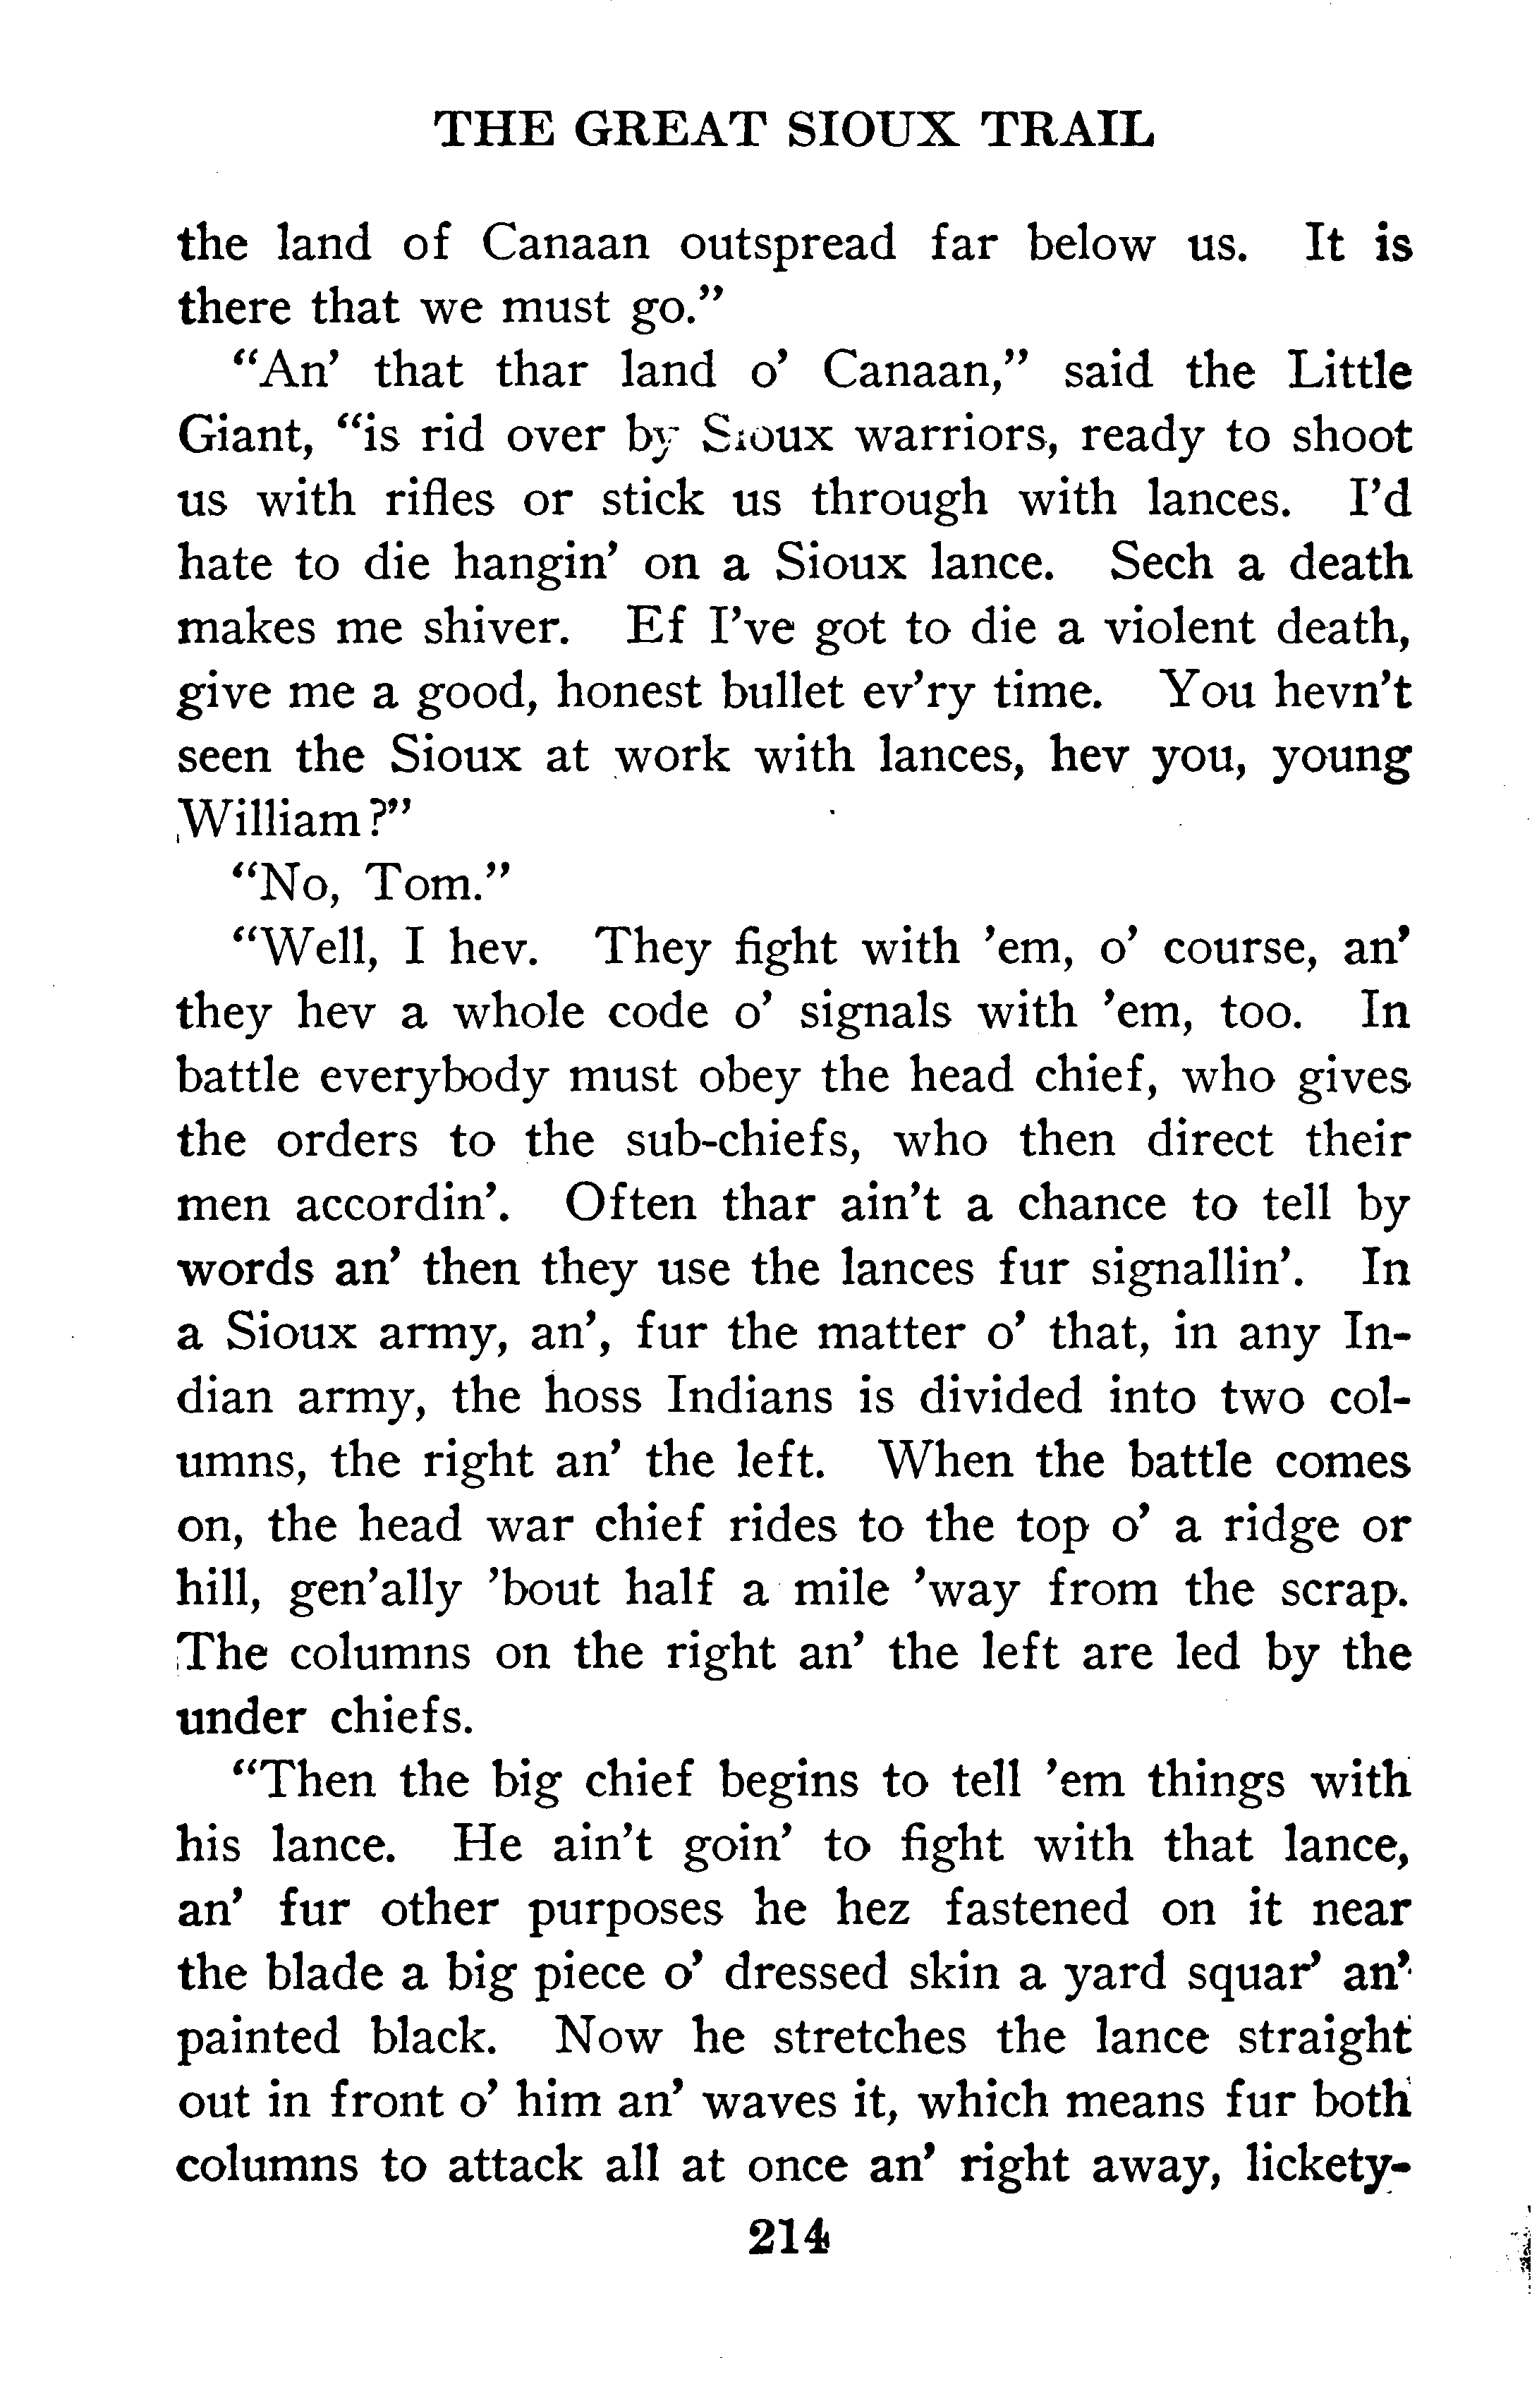 THE GREAT SIOUX TRAIL
the land of Canaan outspread far below us. It is
there that we must go.”
“An’ that thar land o’ Canaan,” said the Little
Giant, “is rid over by Sioux warriors, ready to shoot
us with rifles or stick us through with lances. I’d
hate to die hangin’ on a Sioux lance. Sech a death
makes me shiver. Ef I’ve got to die a violent death,
give me a good, honest bullet ev’ry time. You hevn’t
seen the Sioux at work with lances, hev you, young
William?”
“No, Tom.”
“Well, I hev. They fight with ’em, o’ course, an’
they hev a whole code o’ signals with ’em, too. In
battle everybody must obey the head chief, who gives
the orders to the sub-chiefs, who then direct their
men accordin’. Often thar ain’t a chance to tell by
words an’ then they use the lances fur signallin’. In
a Sioux army, an’, fur the matter o’ that, in any In-
dian army, the hoss Indians is divided into two col-
umns, the right an’ the left. When the battle comes
on, the head war chief rides to the top o’ a ridge or
hill, gen’ally ’bout half a mile ’way from the scrap.
The columns on the right an’ the left are led by the
under chiefs.
“Then the big chief begins to tell ’em things with
his lance. He ain’t goin’ to fight with that lance,
an’ fur other purposes he hez fastened on it near
the blade a big piece o’ dressed skin a yard squar’ an’
painted black. Now he stretches the lance straight
out in front o’ him an’ waves it, which means fur both
columns to attack all at once an’ right away, lickety-
214